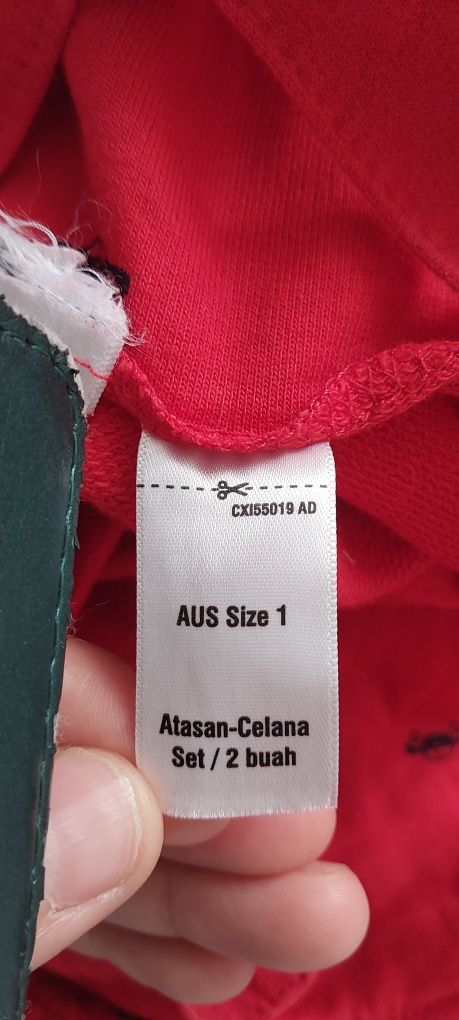 CXI55019 AD
AUS Size 1
Atasan-Celana
Set / 2 buah